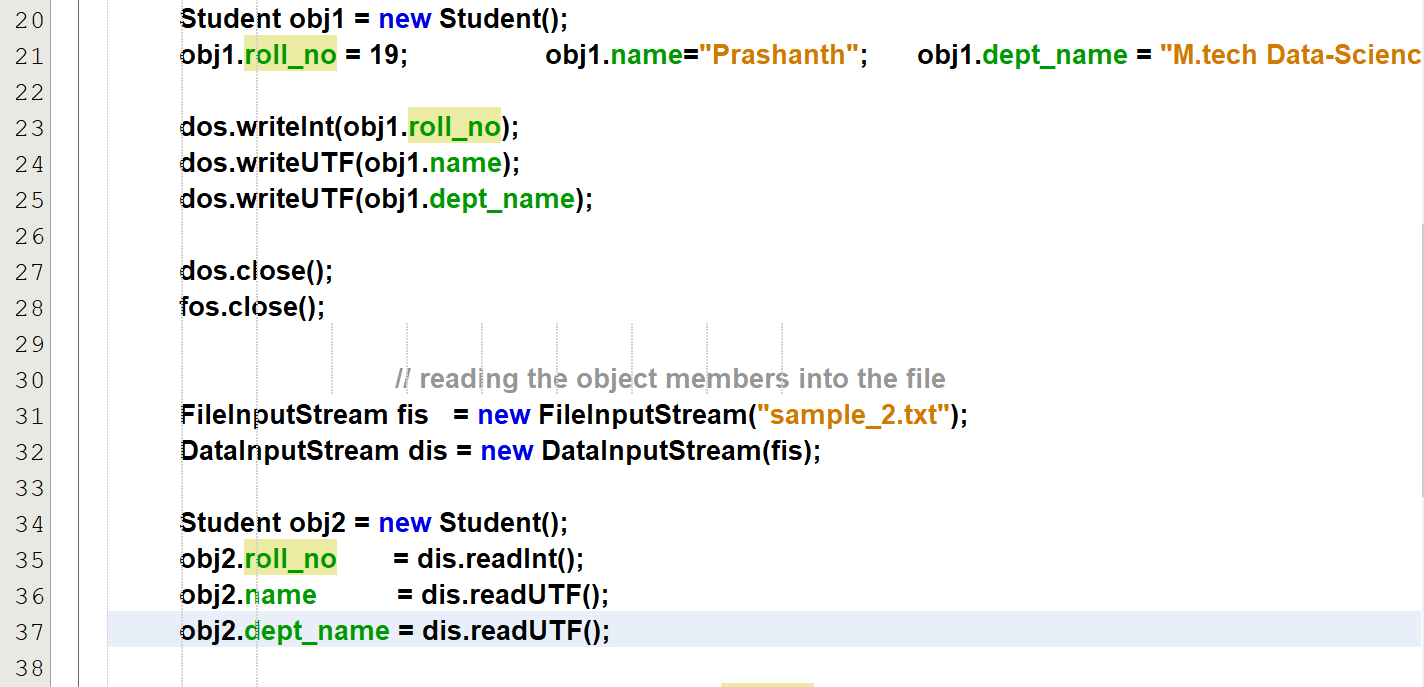 20 Student obj1 = new Student();
21 obj1.roll_no = 19; obj1.name="Prashanth"; obj1.dept_name = "M.tech Data-Scienc
22
23 dos.writeInt(obj1.roll_no);
24 dos.writeUTF(obj1.name);
25 dos.writeUTF(obj1.dept_name);
26
27 dos.close();
28 fos.close();
29
30 // reading the object members into the file
31 FileInputStream fis = new FileInputStream("sample_2.txt");
32 DataInputStream dis = new DataInputStream(fis);
33
34 Student obj2 = new Student();
35 obj2.roll_no = dis.readInt();
36 obj2.name = dis.readUTF();
37 obj2.dept_name = dis.readUTF();
38